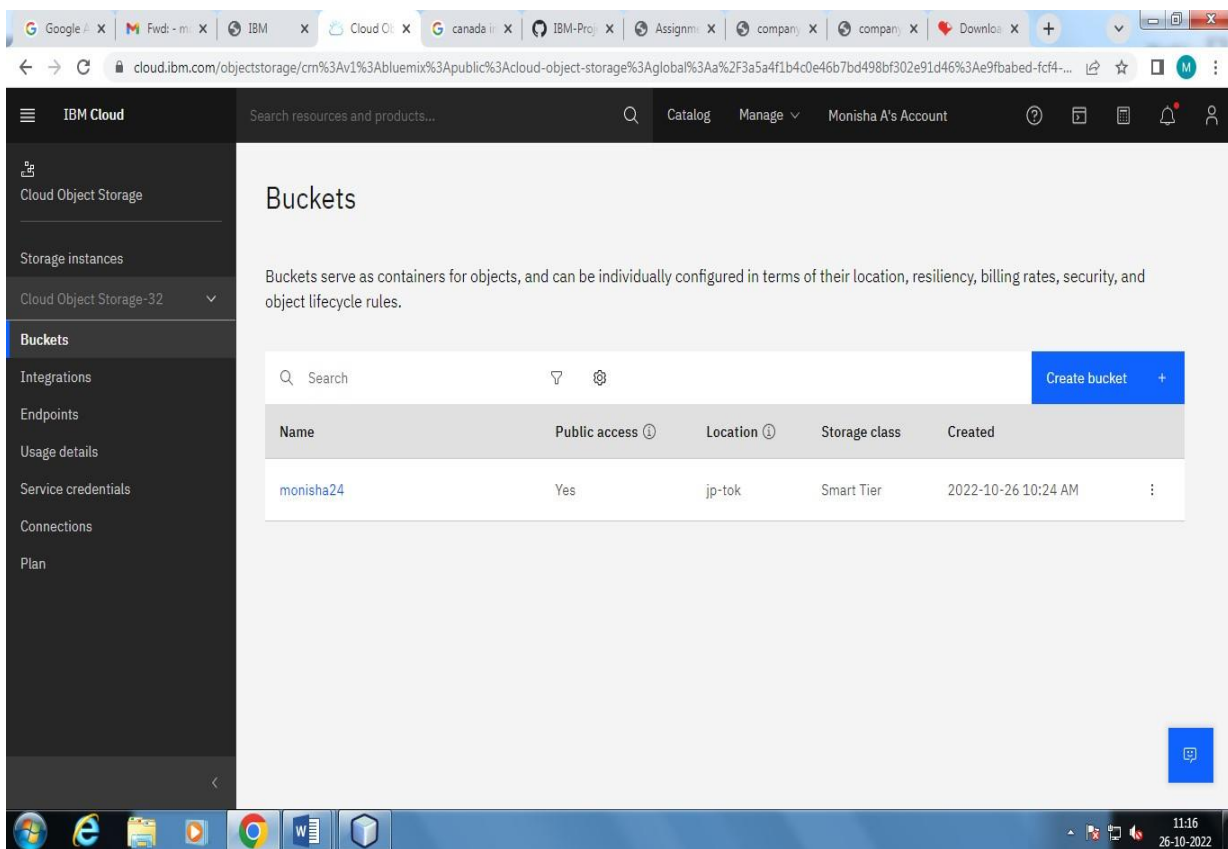 Google A
Fwd: - m
IBM
Cloud Ob
canada in
IBM-Proj
Assignme
company
company
Downloa
cloud.ibm.com/objectstorage/crn%3Av1%3Abluemix%3Apublic%3Acloud-object-storage%3Aglobal%3Aa%2F3a5a4f1b4c0e46b7bd498bf302e91d46%3Ae9fbabed-fcf4-...
M
IBM Cloud
Search resources and products...
Catalog
Manage
Monisha A's Account
Cloud Object Storage
Storage instances
Cloud Object Storage-32
Buckets
Integrations
Endpoints
Usage details
Service credentials
Connections
Plan
Buckets
Buckets serve as containers for objects, and can be individually configured in terms of their location, resiliency, billing rates, security, and
object lifecycle rules.
Search
Create bucket +
Name Public access Location Storage class Created
monisha24 Yes jp-tok Smart Tier 2022-10-26 10:24 AM
11:16
26-10-2022